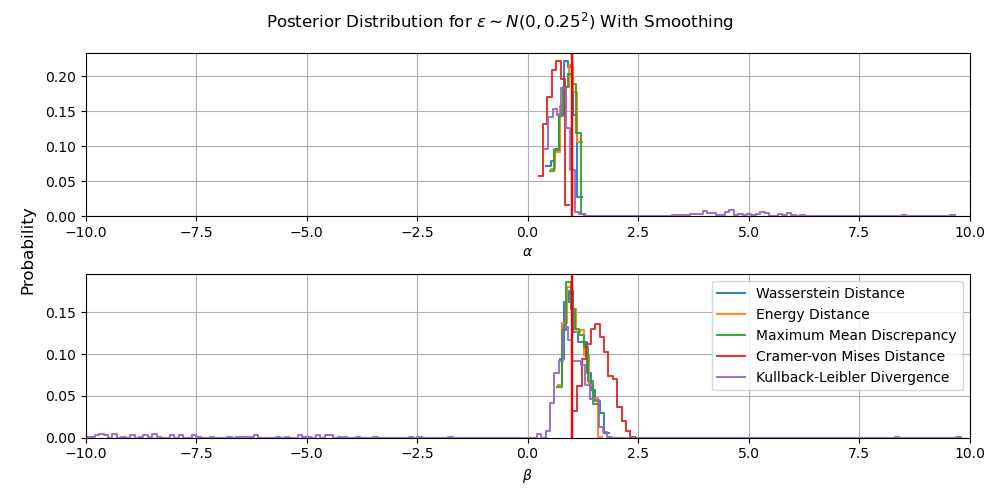 Posterior Distribution for ε ~ N(0, 0.25²) With Smoothing
0.20
0.15
0.10
0.05
0.00
−10.0 −7.5 −5.0 −2.5 0.0 2.5 5.0 7.5 10.0
α
Probability
0.15
0.10
0.05
0.00
Wasserstein Distance
Energy Distance
Maximum Mean Discrepancy
Cramer-von Mises Distance
Kullback-Leibler Divergence
−10.0 −7.5 −5.0 −2.5 0.0 2.5 5.0 7.5 10.0
β